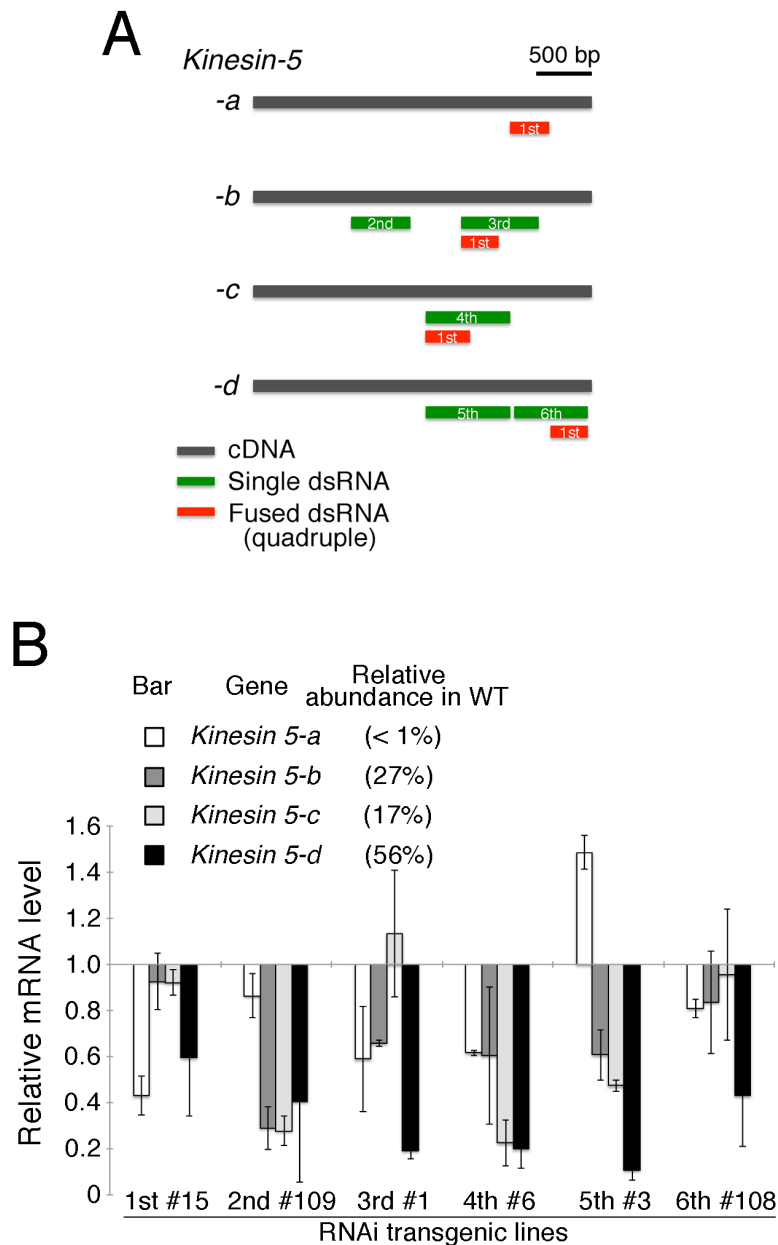 A
Kinesin-5
500 bp
-a
1st
-b
2nd
3rd
1st
-c
4th
1st
-d
5th
6th
1st
cDNA
Single dsRNA
Fused dsRNA
(quadruple)
B
Bar
Gene
Relative
abundance in WT
Kinesin 5-a
(< 1%)
Kinesin 5-b
(27%)
Kinesin 5-c
(17%)
Kinesin 5-d
(56%)
Relative mRNA level
1.6
1.4
1.2
1.0
0.8
0.6
0.4
0.2
0
1st #15
2nd #109
3rd #1
4th #6
5th #3
6th #108
RNAi transgenic lines